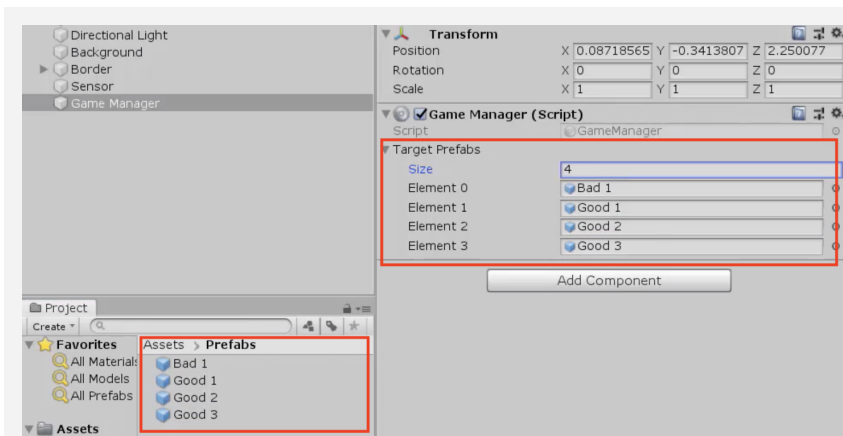 Directional Light
Background
Border
Sensor
Game Manager
Transform
Position X 0.08718565 Y -0.3413807 Z 2.250077
Rotation X 0 Y 0 Z 0
Scale X 1 Y 1 Z 1
Game Manager (Script)
Script GameManager
Target Prefabs
Size 4
Element 0 Bad 1
Element 1 Good 1
Element 2 Good 2
Element 3 Good 3
Add Component
Project
Create
Favorites
All Materials
All Models
All Prefabs
Assets
Assets > Prefabs
Bad 1
Good 1
Good 2
Good 3